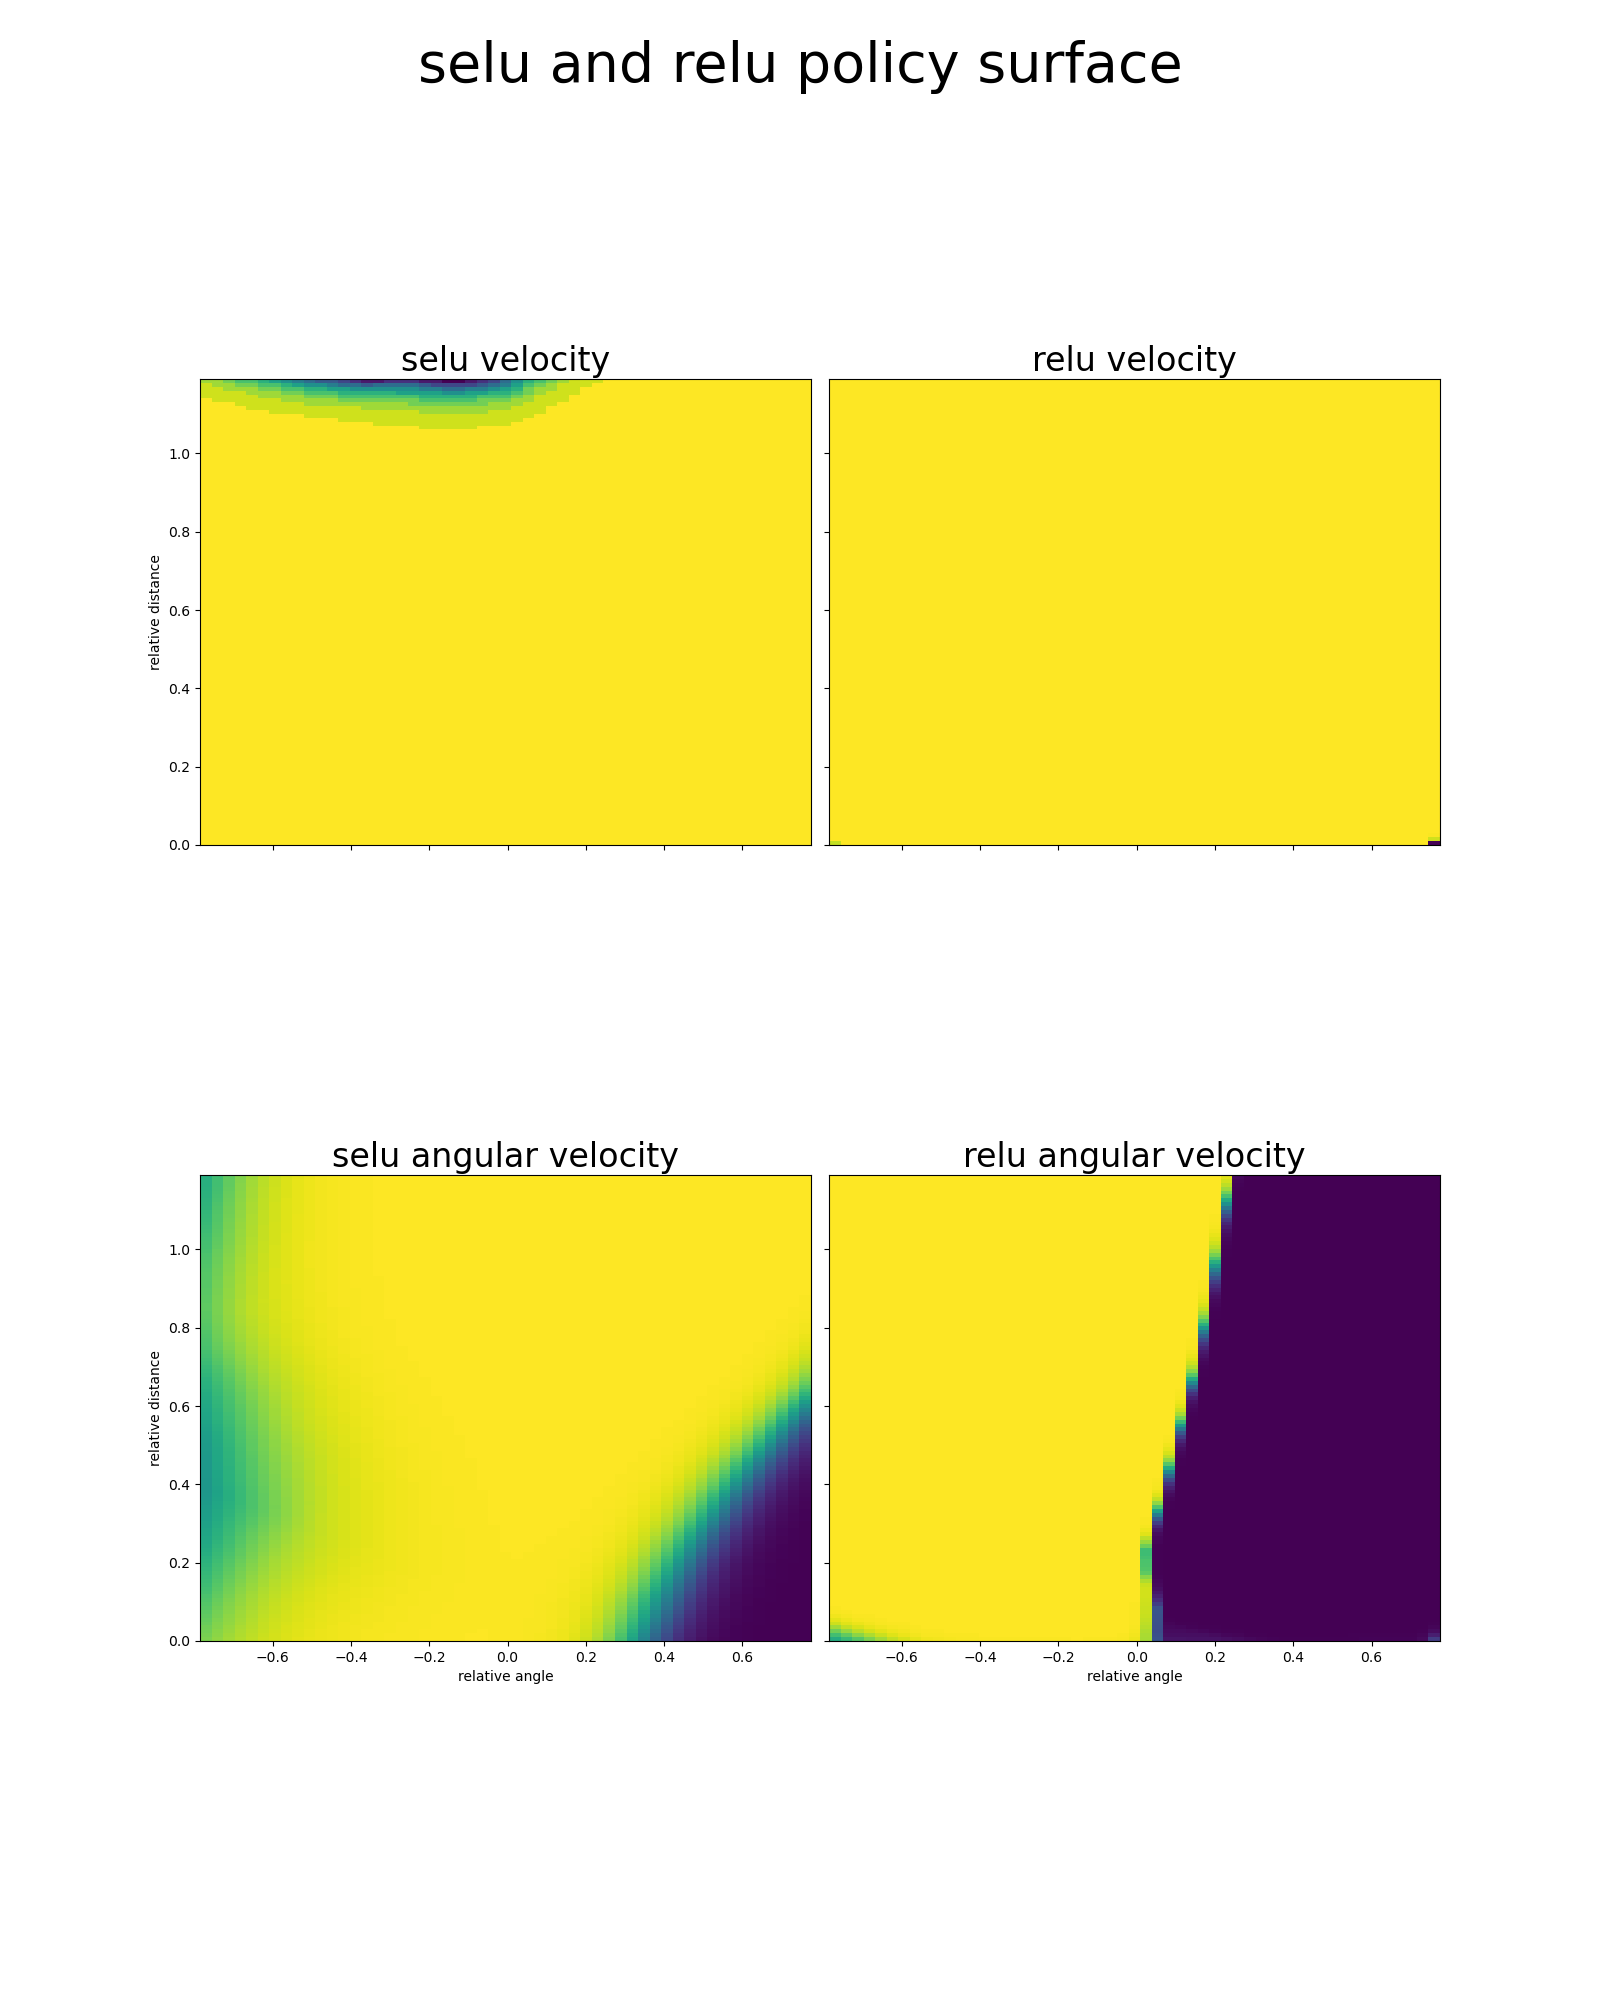 selu and relu policy surface
selu velocity
relu velocity
relative distance
1.0
0.8
0.6
0.4
0.2
0.0
selu angular velocity
relu angular velocity
relative distance
1.0
0.8
0.6
0.4
0.2
0.0
−0.6 −0.4 −0.2 0.0 0.2 0.4 0.6
relative angle
−0.6 −0.4 −0.2 0.0 0.2 0.4 0.6
relative angle